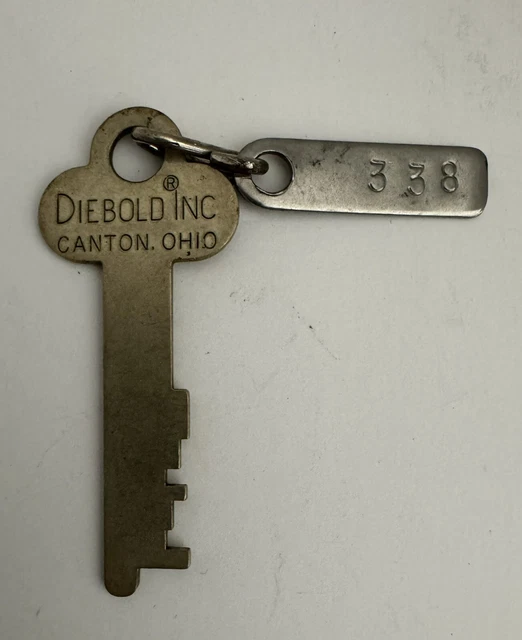 DIEBOLD® INC
CANTON. OHIO
338